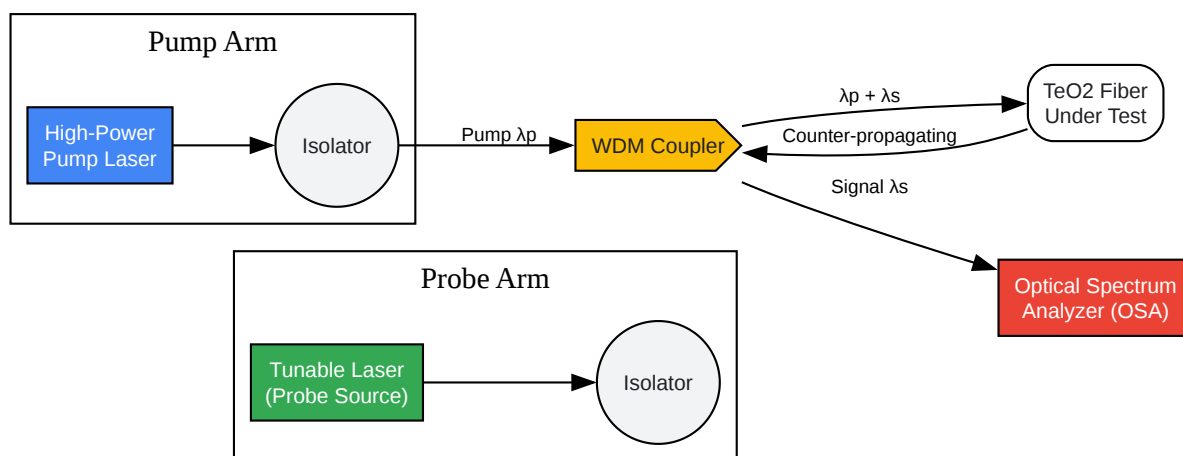 Pump Arm
High-Power
Pump Laser
Isolator
Pump λp
WDM Coupler
λp + λs
Counter-propagating
TeO2 Fiber
Under Test
Signal λs
Optical Spectrum
Analyzer (OSA)
Probe Arm
Tunable Laser
(Probe Source)
Isolator